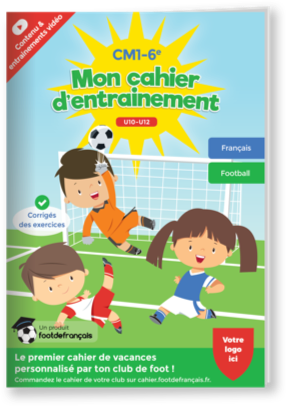 Contenu &
entraînements vidéo
CM1-6e
Mon cahier
d'entraînement
U10-U12
Français
Football
Corrigés
des exercices
Un produit
footdefrançais
Votre
logo
ici
Le premier cahier de vacances
personnalisé par ton club de foot !
Commandez le cahier de votre club sur cahier.footdefrançais.fr.